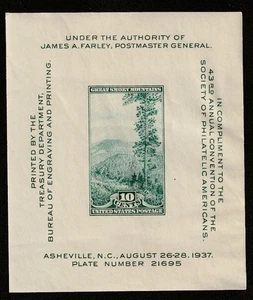 UNDER THE AUTHORITY OF
JAMES A. FARLEY, POSTMASTER GENERAL.
PRINTED BY THE
TREASURY DEPARTMENT,
BUREAU OF ENGRAVING AND PRINTING.
GREAT SMOKY MOUNTAINS
10
CENTS
UNITED STATES POSTAGE
IN COMPLIMENT TO THE
43RD ANNUAL CONVENTION OF THE
SOCIETY OF PHILATELIC AMERICANS.
ASHEVILLE, N.C., AUGUST 26-28, 1937.
PLATE NUMBER 21695